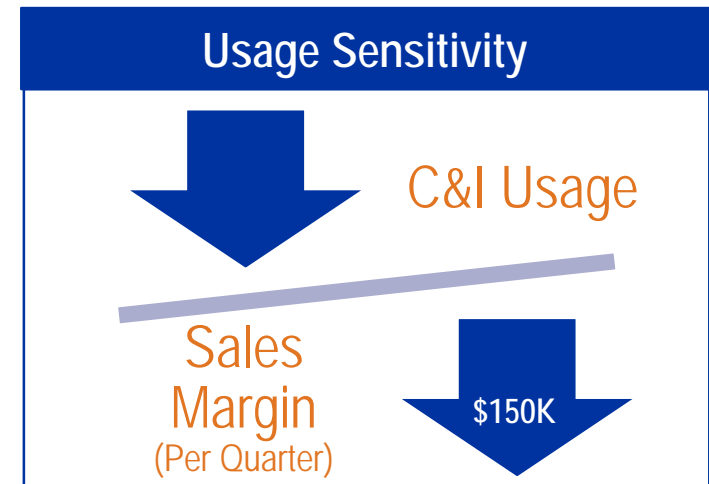 Usage Sensitivity
C&I Usage
Sales
Margin
(Per Quarter)
$150K